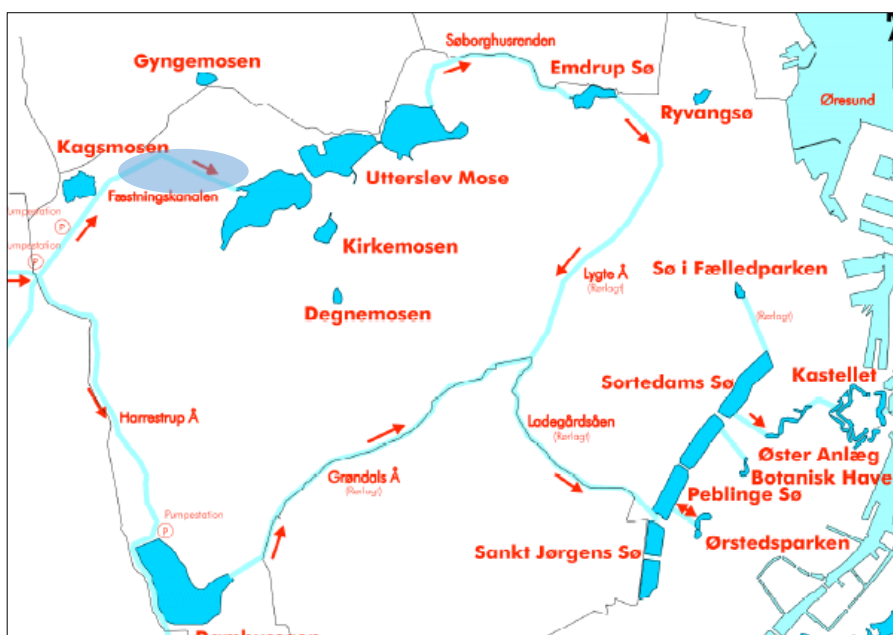 Søborghusrenden
Gyngemosen
Emdrup Sø
Øresund
Ryvangsø
Kagsmosen
Utterslev Mose
Fæstningskanalen
Pumpestation
P
Pumpestation
P
Kirkemosen
Lygte Å
(Rørlagt)
Sø i Fælledparken
Degnemosen
(Rørlagt)
Kastellet
Sortedams Sø
Harrestrup Å
Ladegårdsåen
(Rørlagt)
Øster Anlæg
Grøndals Å
(Rørlagt)
Botanisk Have
Peblinge Sø
Pumpestation
P
Ørstedsparken
Sankt Jørgens Sø